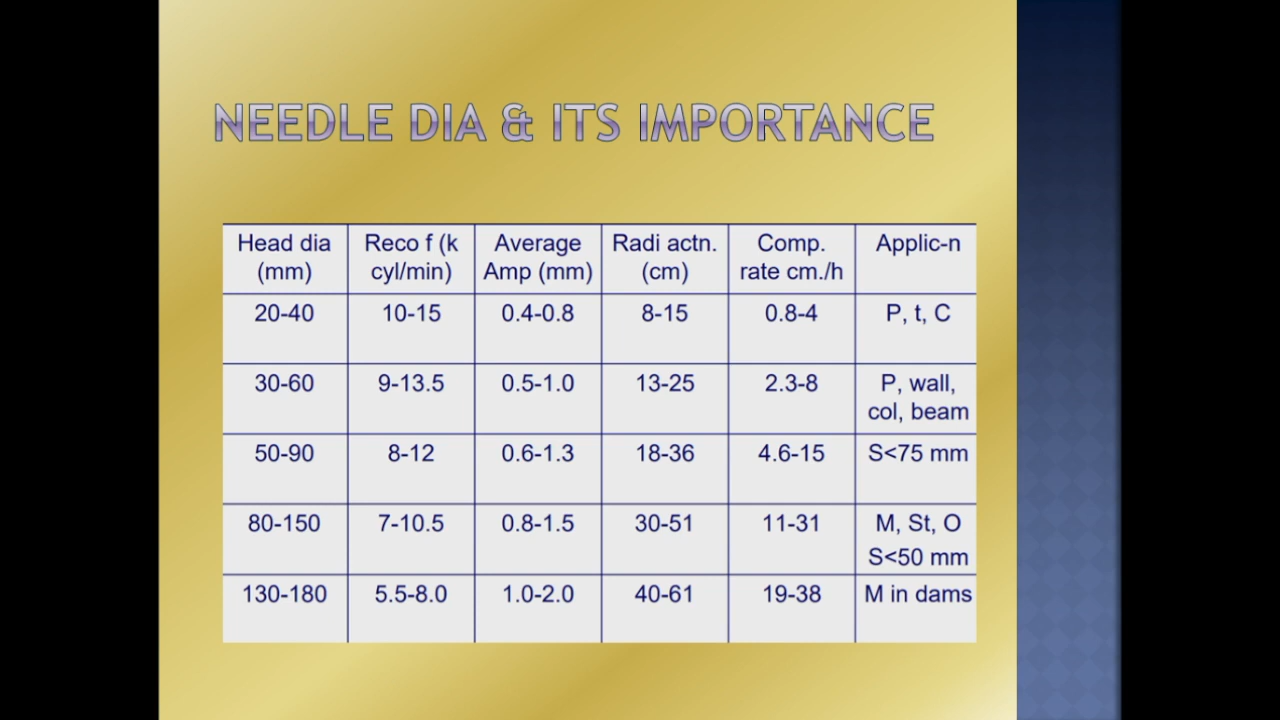 NEEDLE DIA & ITS IMPORTANCE
Head dia (mm) Reco f (k cyl/min) Average Amp (mm) Radi actn. (cm) Comp. rate cm./h Applic-n
20-40 10-15 0.4-0.8 8-15 0.8-4 P, t, C
30-60 9-13.5 0.5-1.0 13-25 2.3-8 P, wall, col, beam
50-90 8-12 0.6-1.3 18-36 4.6-15 S<75 mm
80-150 7-10.5 0.8-1.5 30-51 11-31 M, St, O S<50 mm
130-180 5.5-8.0 1.0-2.0 40-61 19-38 M in dams